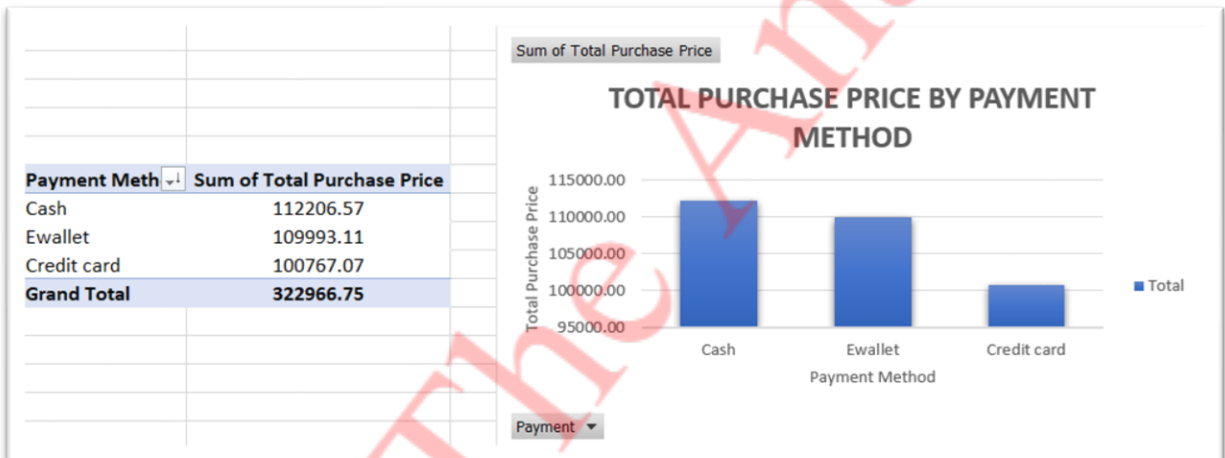 Sum of Total Purchase Price
TOTAL PURCHASE PRICE BY PAYMENT
METHOD
Payment Meth Sum of Total Purchase Price
Cash 112206.57
Ewallet 109993.11
Credit card 100767.07
Grand Total 322966.75
Total Purchase Price
115000.00
110000.00
105000.00
100000.00
95000.00
Cash Ewallet Credit card
Payment Method
Total
Payment
The An